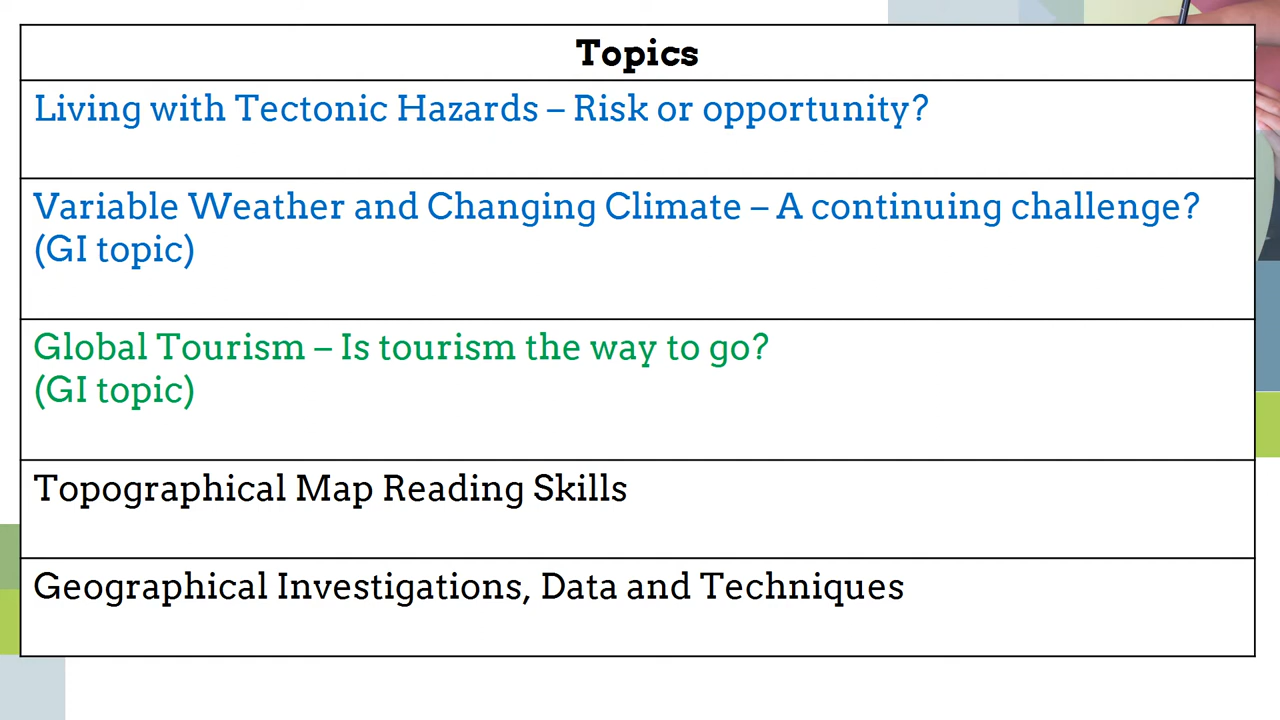 Topics
Living with Tectonic Hazards – Risk or opportunity?
Variable Weather and Changing Climate – A continuing challenge?
(GI topic)
Global Tourism – Is tourism the way to go?
(GI topic)
Topographical Map Reading Skills
Geographical Investigations, Data and Techniques